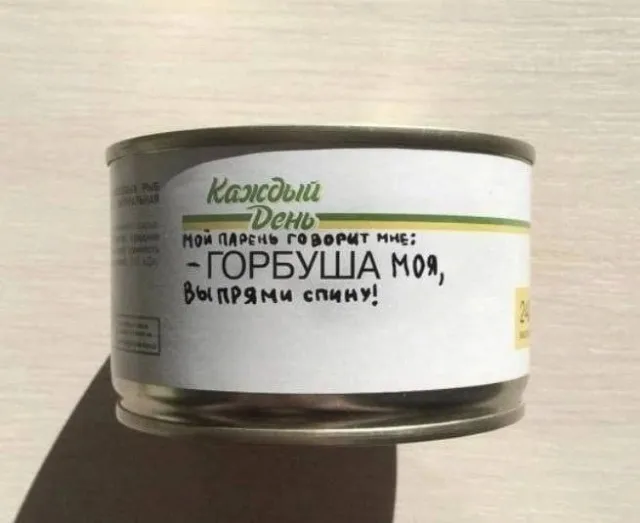 Каждый
День
МОЙ ПАРЕНЬ ГОВОРИТ МНЕ:
- ГОРБУША МОЯ,
ВЫПРЯМИ СПИНУ!